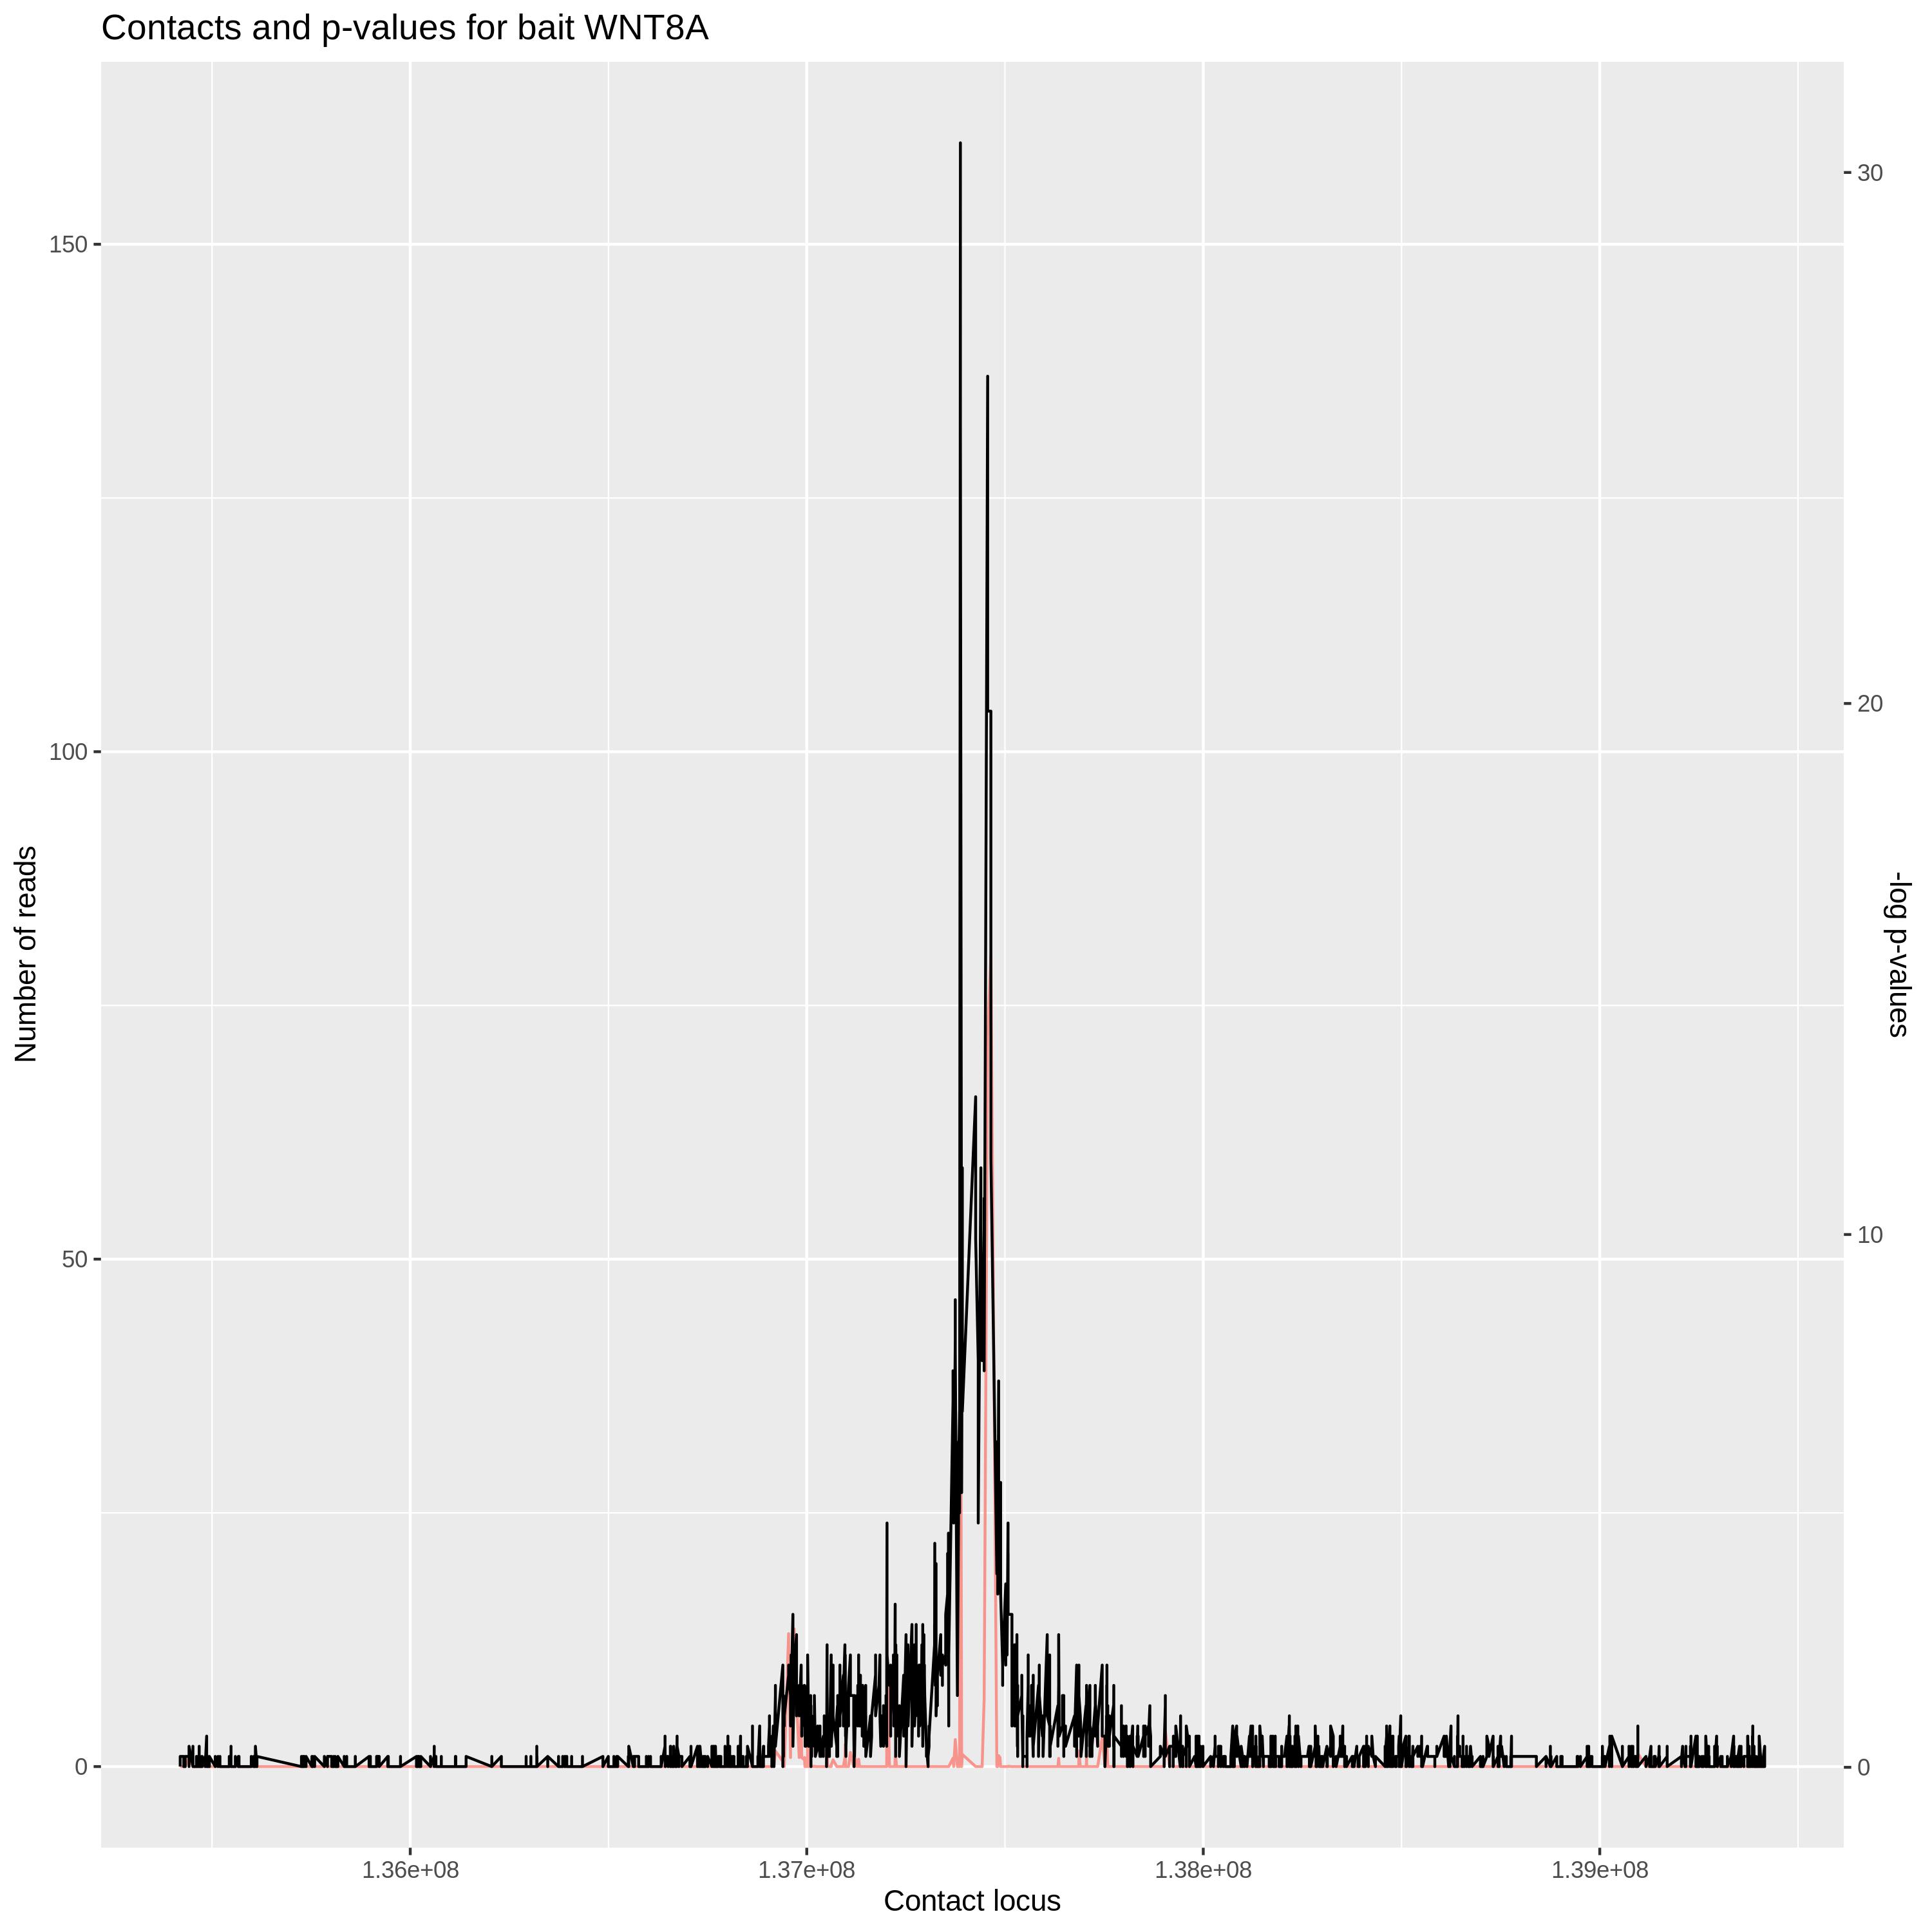 Contacts and p-values for bait WNT8A
150
100
50
0
30
20
10
0
Number of reads
-log p-values
1.36e+08
1.37e+08
1.38e+08
1.39e+08
Contact locus